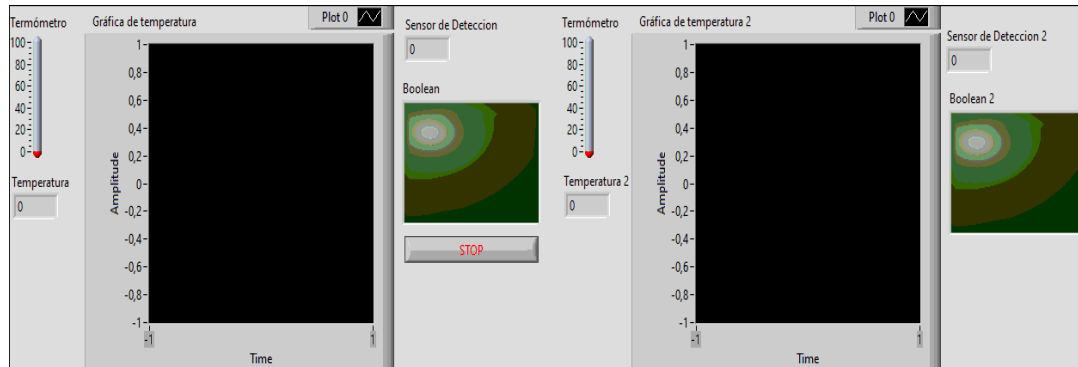 Termómetro
100
80
60
40
20
0
Temperatura
0
Gráfica de temperatura
Plot 0
Amplitude
1
0,8
0,6
0,4
0,2
0
-0,2
-0,4
-0,6
-0,8
-1
-1
1
Time
Sensor de Deteccion
0
Boolean
STOP
Termómetro
100
80
60
40
20
0
Temperatura 2
0
Gráfica de temperatura 2
Plot 0
Amplitude
1
0,8
0,6
0,4
0,2
0
-0,2
-0,4
-0,6
-0,8
-1
-1
1
Time
Sensor de Deteccion 2
0
Boolean 2